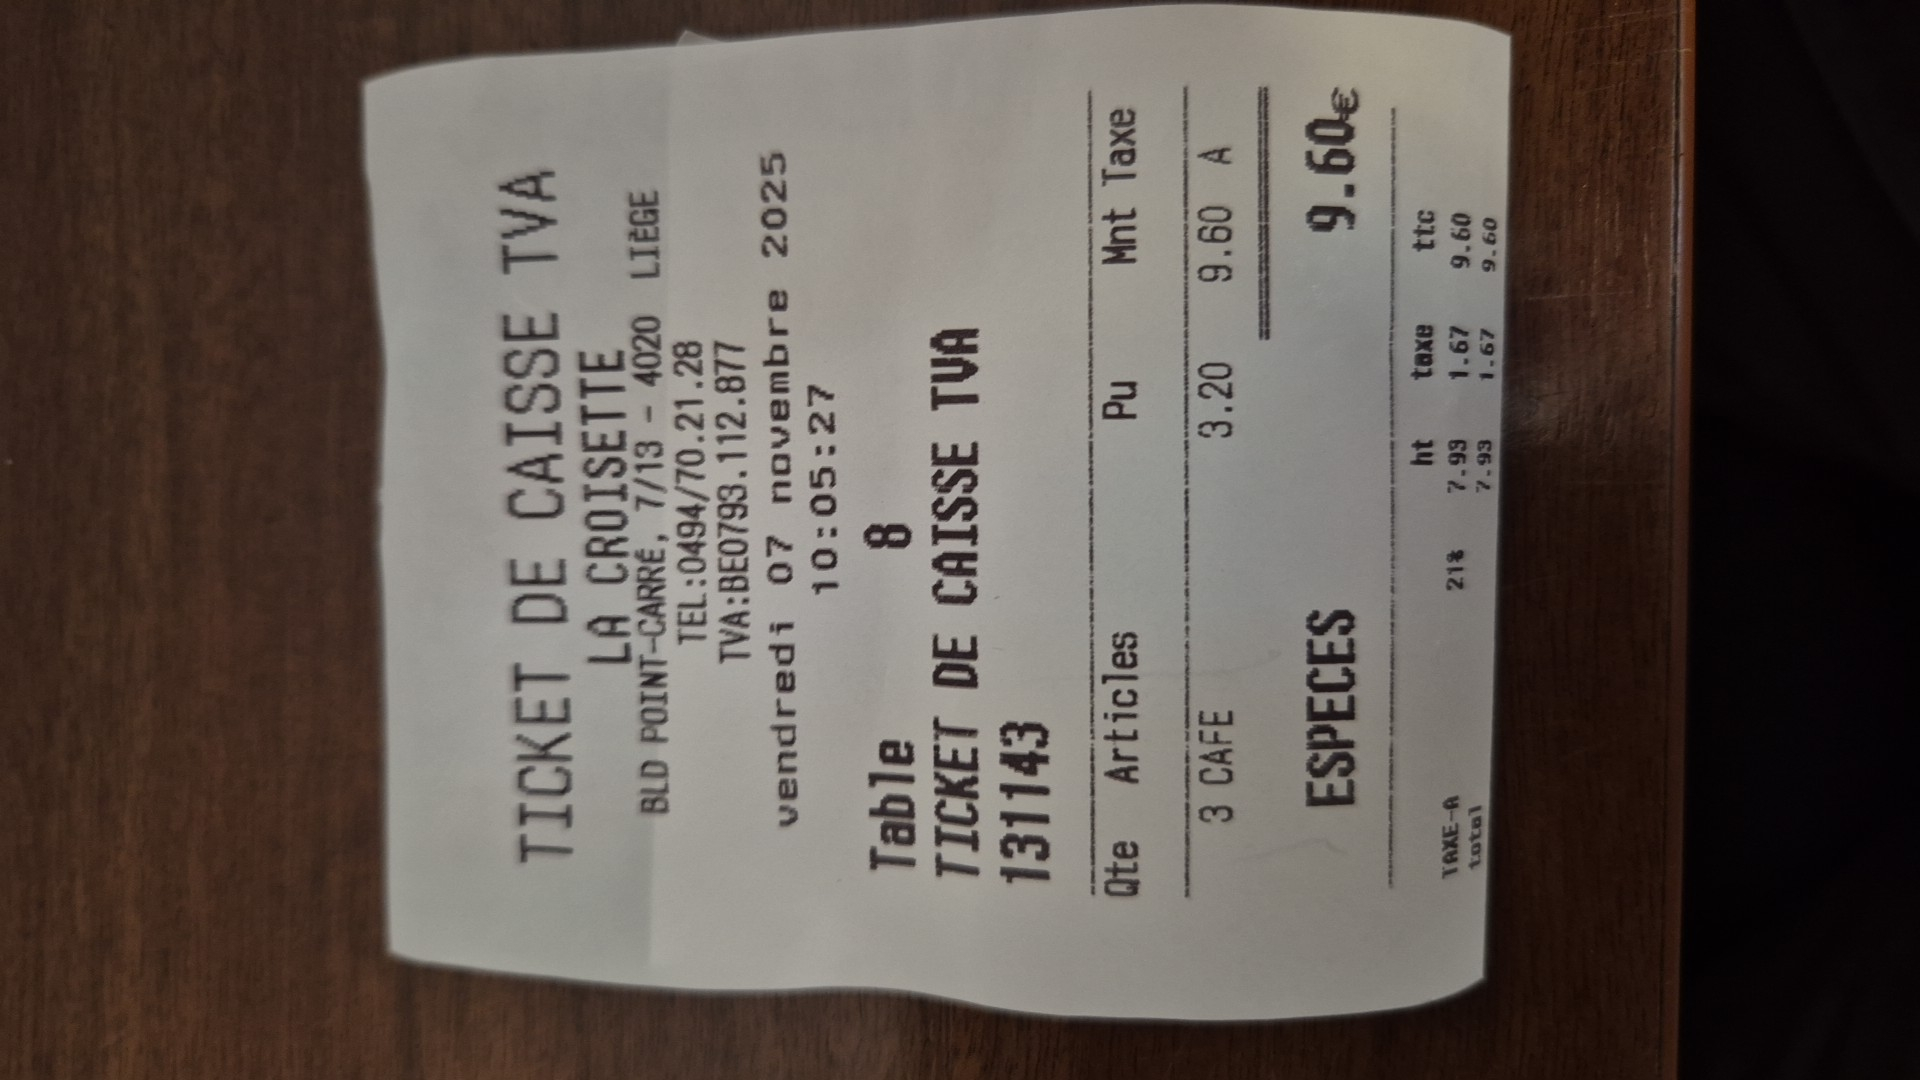 TICKET DE CAISSE TVA
LA CROISETTE
BLD POINT-CARRÉ, 7/13 - 4020 LIÈGE
TEL:0494/70.21.28
TVA:BE0793.112.877
vendredi 07 novembre 2025
10:05:27
Table 8
TICKET DE CAISSE TVA
131143
Qte Articles Pu Mnt Taxe
3 CAFE 3.20 9.60 A
ESPECES 9.60€
ht taxe ttc
TAXE-A 21% 7.93 1.67 9.60
total 7.93 1.67 9.60